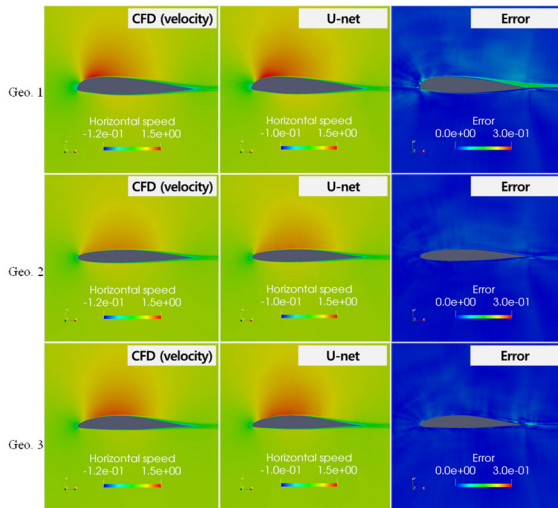 CFD (velocity) U-net Error
Geo. 1
Horizontal speed Horizontal speed Error
-1.2e-01 1.5e+00 -1.0e-01 1.5e+00 0.0e+00 3.0e-01
CFD (velocity) U-net Error
Geo. 2
Horizontal speed Horizontal speed Error
-1.2e-01 1.5e+00 -1.0e-01 1.5e+00 0.0e+00 3.0e-01
CFD (velocity) U-net Error
Geo. 3
Horizontal speed Horizontal speed Error
-1.2e-01 1.5e+00 -1.0e-01 1.5e+00 0.0e+00 3.0e-01